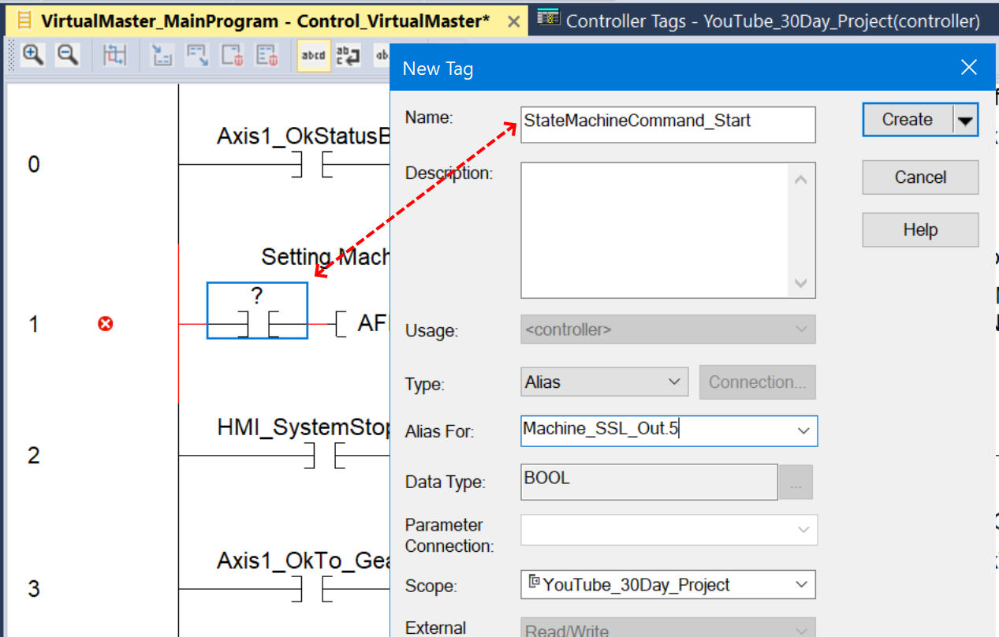 VirtualMaster_MainProgram - Control_VirtualMaster*
Controller Tags - YouTube_30Day_Project(controller)
abcd
ab
c
ab
New Tag
Name:
StateMachineCommand_Start
Create
Axis1_OkStatusB
0
Description:
Cancel
Help
Setting Mach
?
1
AF
Usage:
<controller>
Type:
Alias
Connection...
HMI_SystemStop
Alias For:
Machine_SSL_Out.5
2
Data Type:
BOOL
...
Parameter
Connection:
Axis1_OkTo_Gea
3
Scope:
YouTube_30Day_Project
External
Read/Write